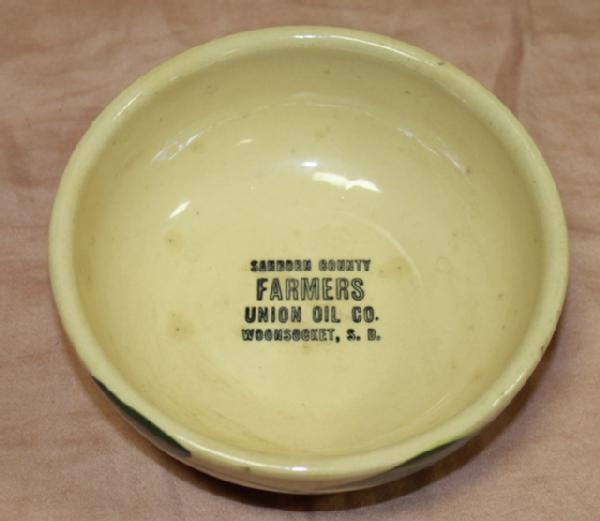 SANBORN COUNTY
FARMERS
UNION OIL CO.
WOONSOCKET, S. D.